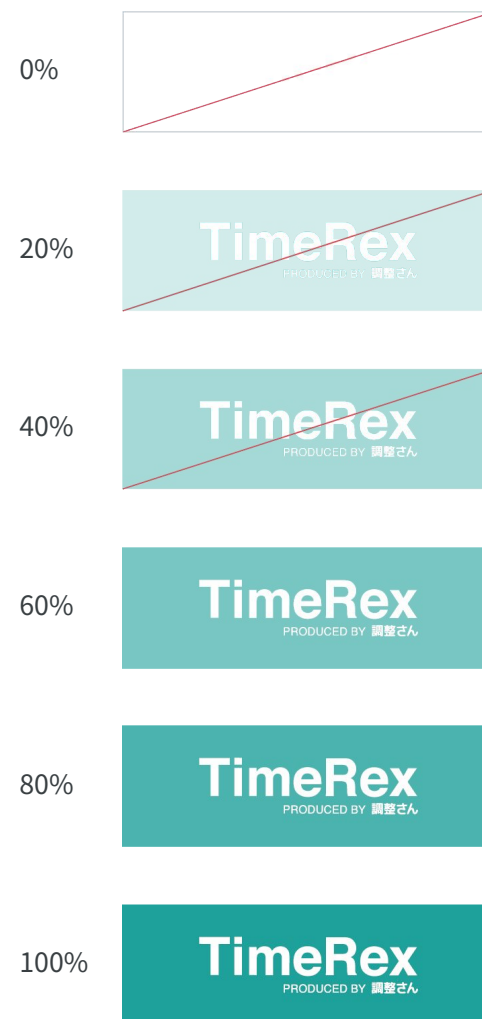 0%
20%
TimeRex
PRODUCED BY 調整さん
40%
TimeRex
PRODUCED BY 調整さん
60%
TimeRex
PRODUCED BY 調整さん
80%
TimeRex
PRODUCED BY 調整さん
100%
TimeRex
PRODUCED BY 調整さん